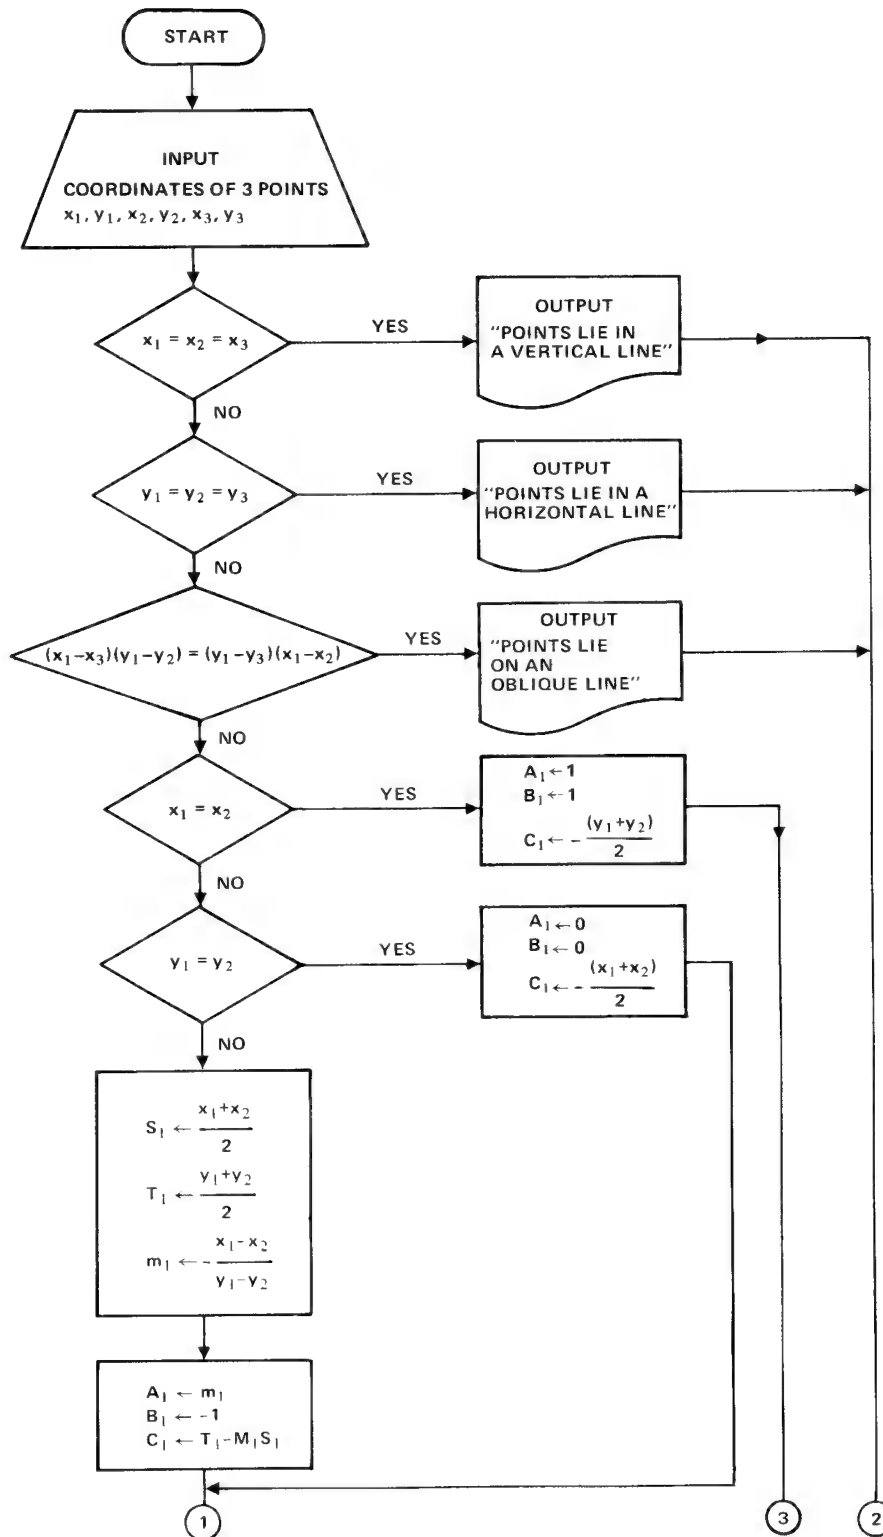 START
INPUT
COORDINATES OF 3 POINTS
x₁, y₁, x₂, y₂, x₃, y₃
x₁ = x₂ = x₃
YES
OUTPUT
"POINTS LIE IN
A VERTICAL LINE"
NO
y₁ = y₂ = y₃
YES
OUTPUT
"POINTS LIE IN A
HORIZONTAL LINE"
NO
(x₁−x₃)(y₁−y₂) = (y₁−y₃)(x₁−x₂)
YES
OUTPUT
"POINTS LIE
ON AN
OBLIQUE LINE"
NO
x₁ = x₂
YES
A₁ ← 1
B₁ ← 1
C₁ ← − (y₁+y₂)
2
NO
y₁ = y₂
YES
A₁ ← 0
B₁ ← 0
C₁ ← − (x₁+x₂)
2
NO
S₁ ← x₁+x₂
2
T₁ ← y₁+y₂
2
m₁ ← − x₁−x₂
y₁−y₂
A₁ ← m₁
B₁ ← -1
C₁ ← T₁−M₁S₁
1
3
2